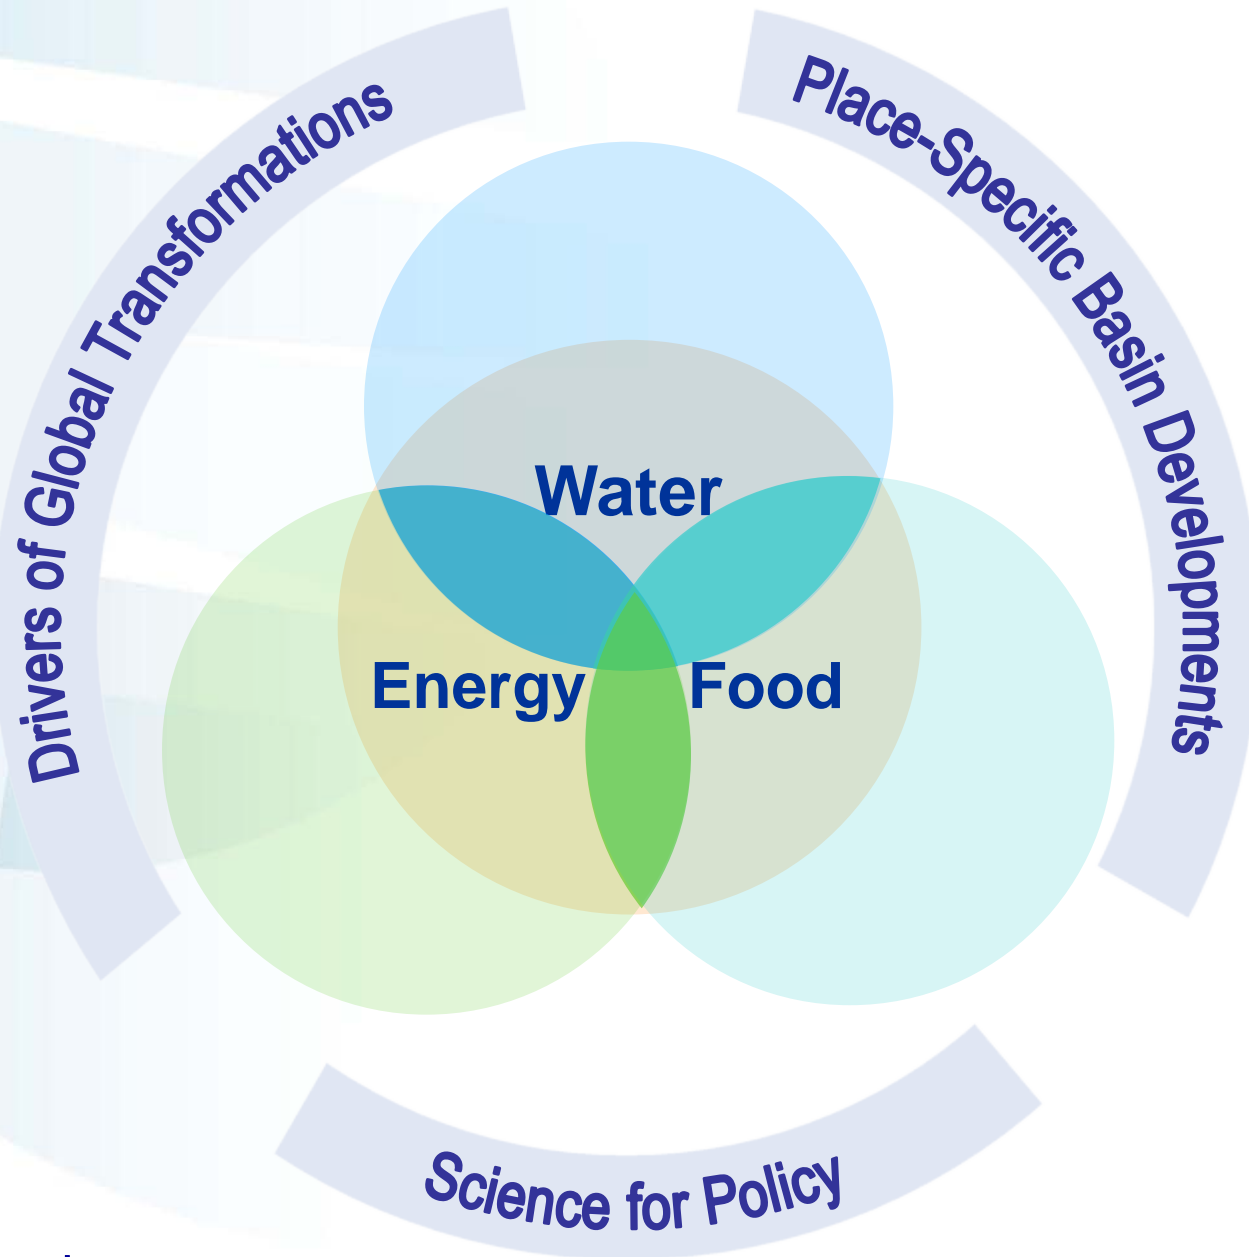 Drivers of Global Transformations
Place-Specific Basin Developments
Water
Energy
Food
Science for Policy